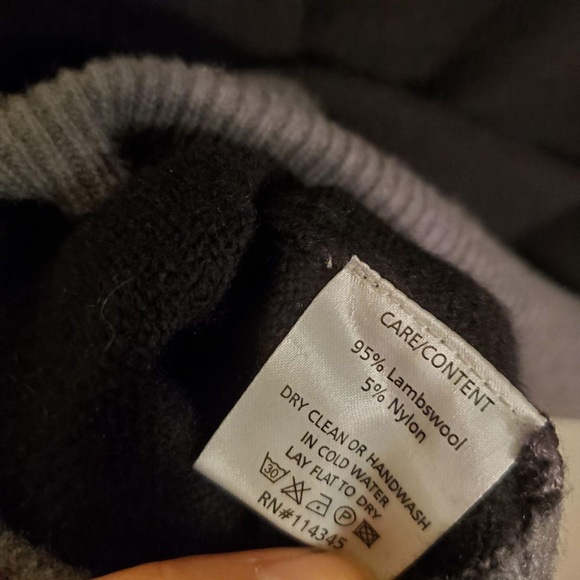 CARE/CONTENT
95% Lambswool
5% Nylon
DRY CLEAN OR HANDWASH
IN COLD WATER
LAY FLAT TO DRY
30 P
RN#114345